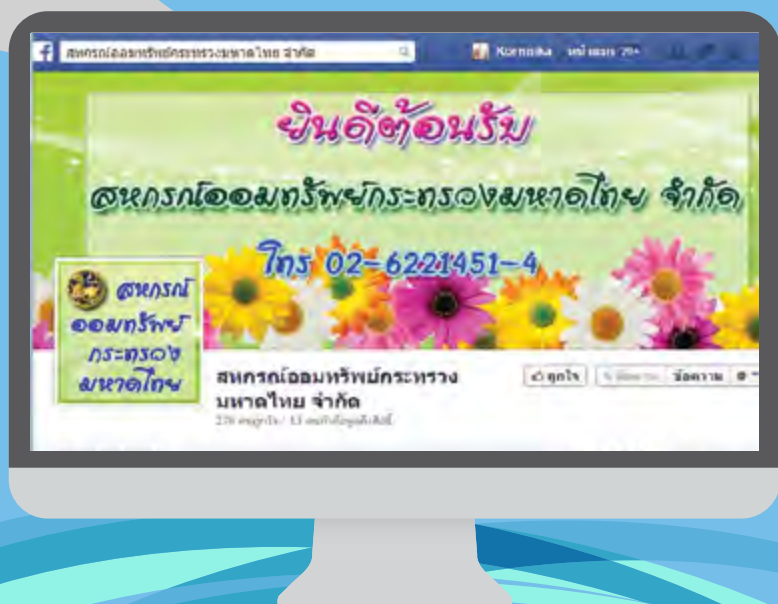 สหกรณ์ออมทรัพย์กระทรวงมหาดไทย จำกัด
Kornnika หน้าแรก 20+
ยินดีต้อนรับ
สหกรณ์ออมทรัพย์กระทรวงมหาดไทย จำกัด
โทร 02-6221451-4
สหกรณ์
ออมทรัพย์
กระทรวง
มหาดไทย
สหกรณ์ออมทรัพย์กระทรวง
มหาดไทย จำกัด
ถูกใจ ข้อความ